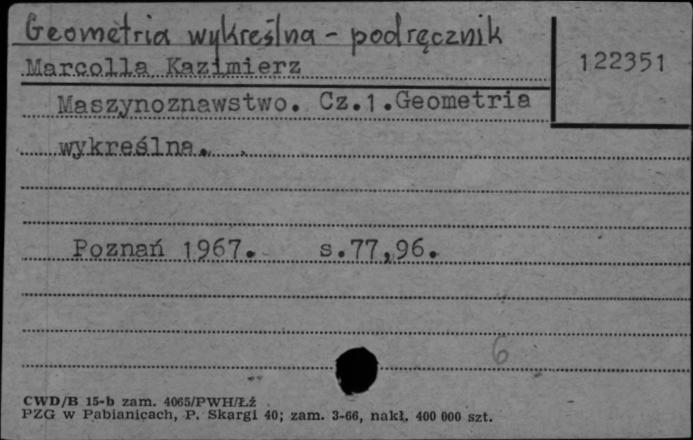 Geometria wykreślna - podręcznik
Marcolla Kazimierz
122351
Maszynoznawstwo. Cz.1.Geometria
wykreślna.
Poznań 1967. s.77,96.
6
CWD/B 15-b zam. 4065/PWH/Łź
PZG w Pabianicach, P. Skargi 40; zam. 3-66, nakł. 400 000 szt.